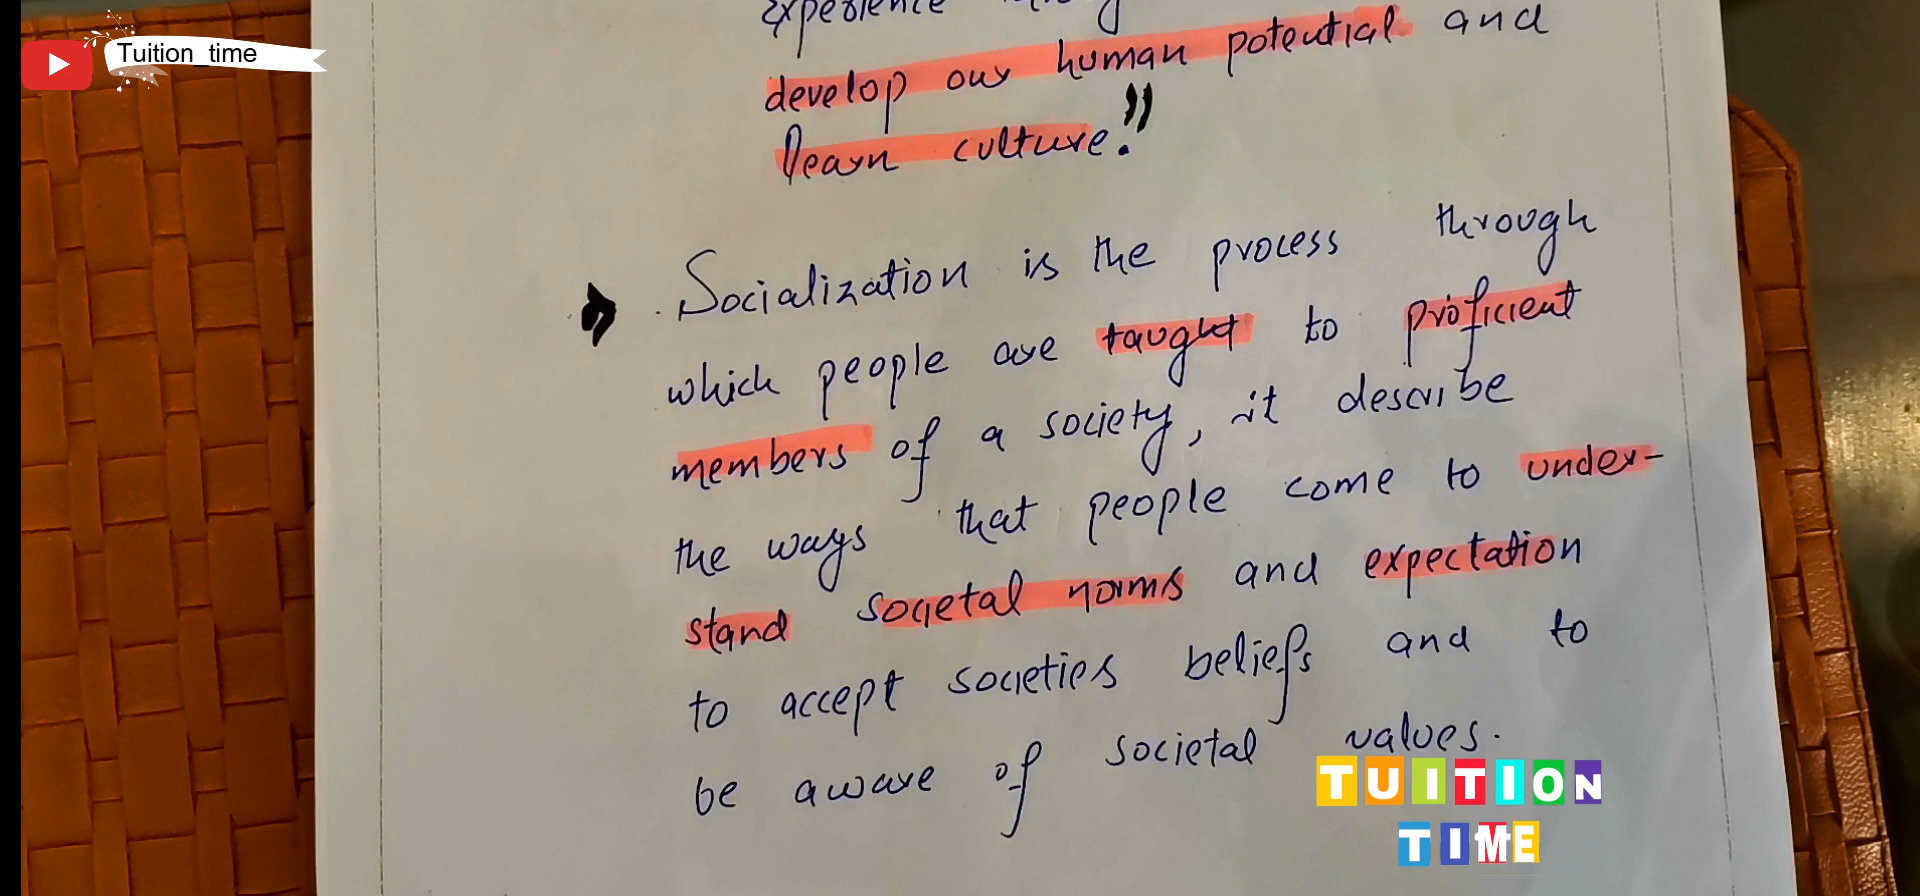 Tuition_time
experience
develop our human potential and
learn culture."
Socialization is the process through
which people are taught to proficient
members of a society, it describe
the ways that people come to under-
stand societal norms and expectation
to accept societies beliefs and to
be aware of societal values.
TUITION
TIME